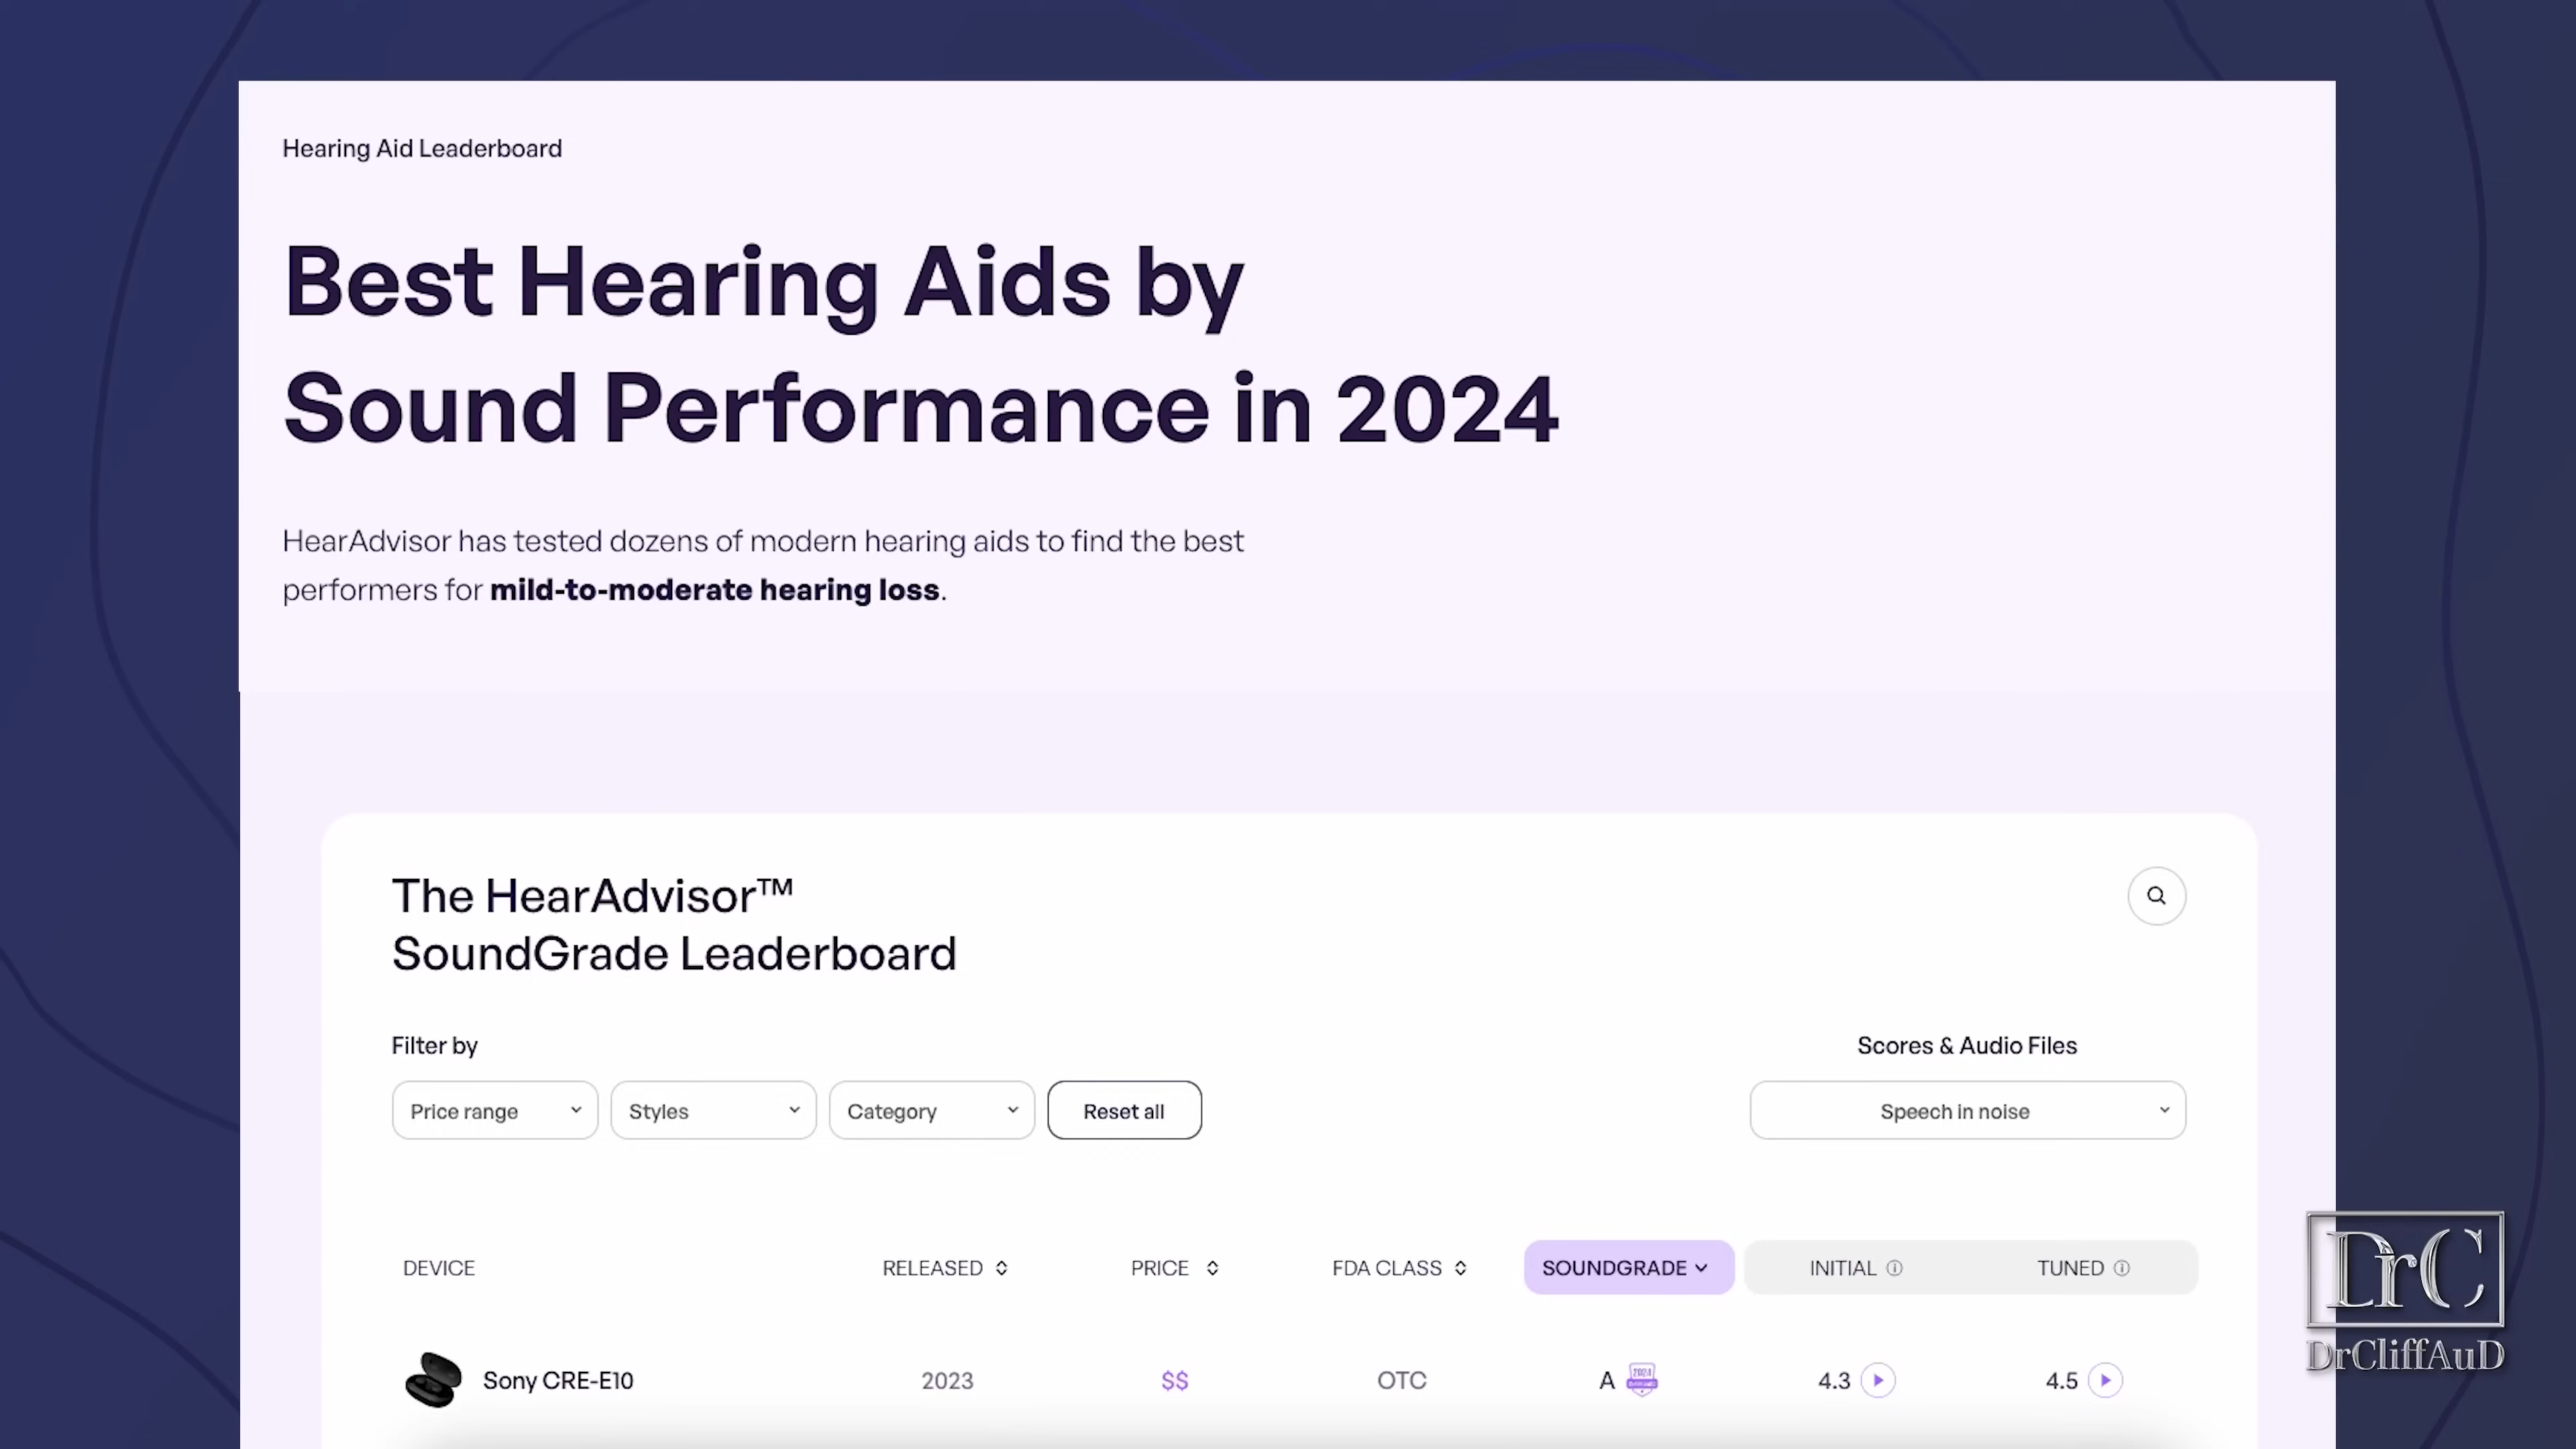 Hearing Aid Leaderboard
Best Hearing Aids by
Sound Performance in 2024
HearAdvisor has tested dozens of modern hearing aids to find the best
performers for mild-to-moderate hearing loss.
The HearAdvisor™
SoundGrade Leaderboard
Filter by
Scores & Audio Files
Price range
Styles
Category
Reset all
Speech in noise
DEVICE
RELEASED
PRICE
FDA CLASS
SOUNDGRADE
INITIAL
TUNED
Sony CRE-E10
2023
$$
OTC
A
2024
4.3
4.5
DrC
DrCliffAuD